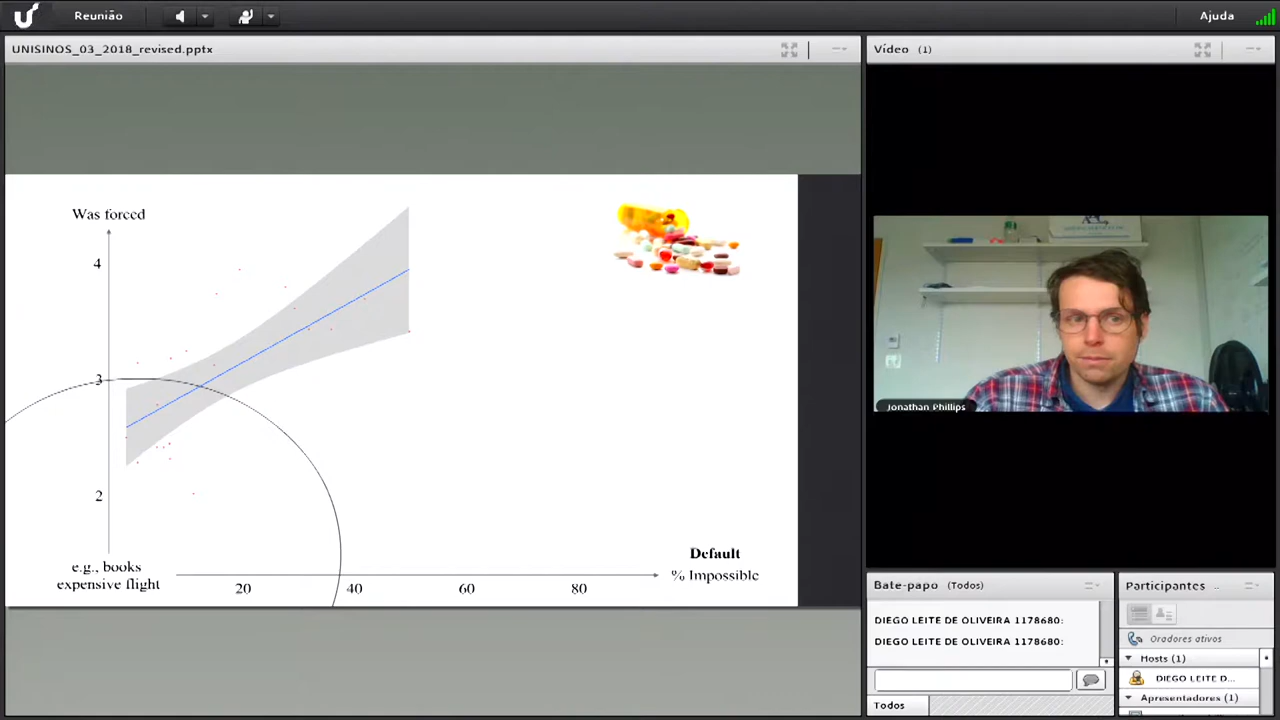 Reunião
Ajuda
UNISINOS_03_2018_revised.pptx
Vídeo (1)
Was forced
4
3
2
e.g., books
expensive flight
20
40
60
80
Default
% Impossible
Jonathan Phillips
Bate-papo (Todos)
DIEGO LEITE DE OLIVEIRA 1178680:
DIEGO LEITE DE OLIVEIRA 1178680:
Todos
Participantes ..
Oradores ativos
Hosts (1)
DIEGO LEITE D...
Apresentadores (1)